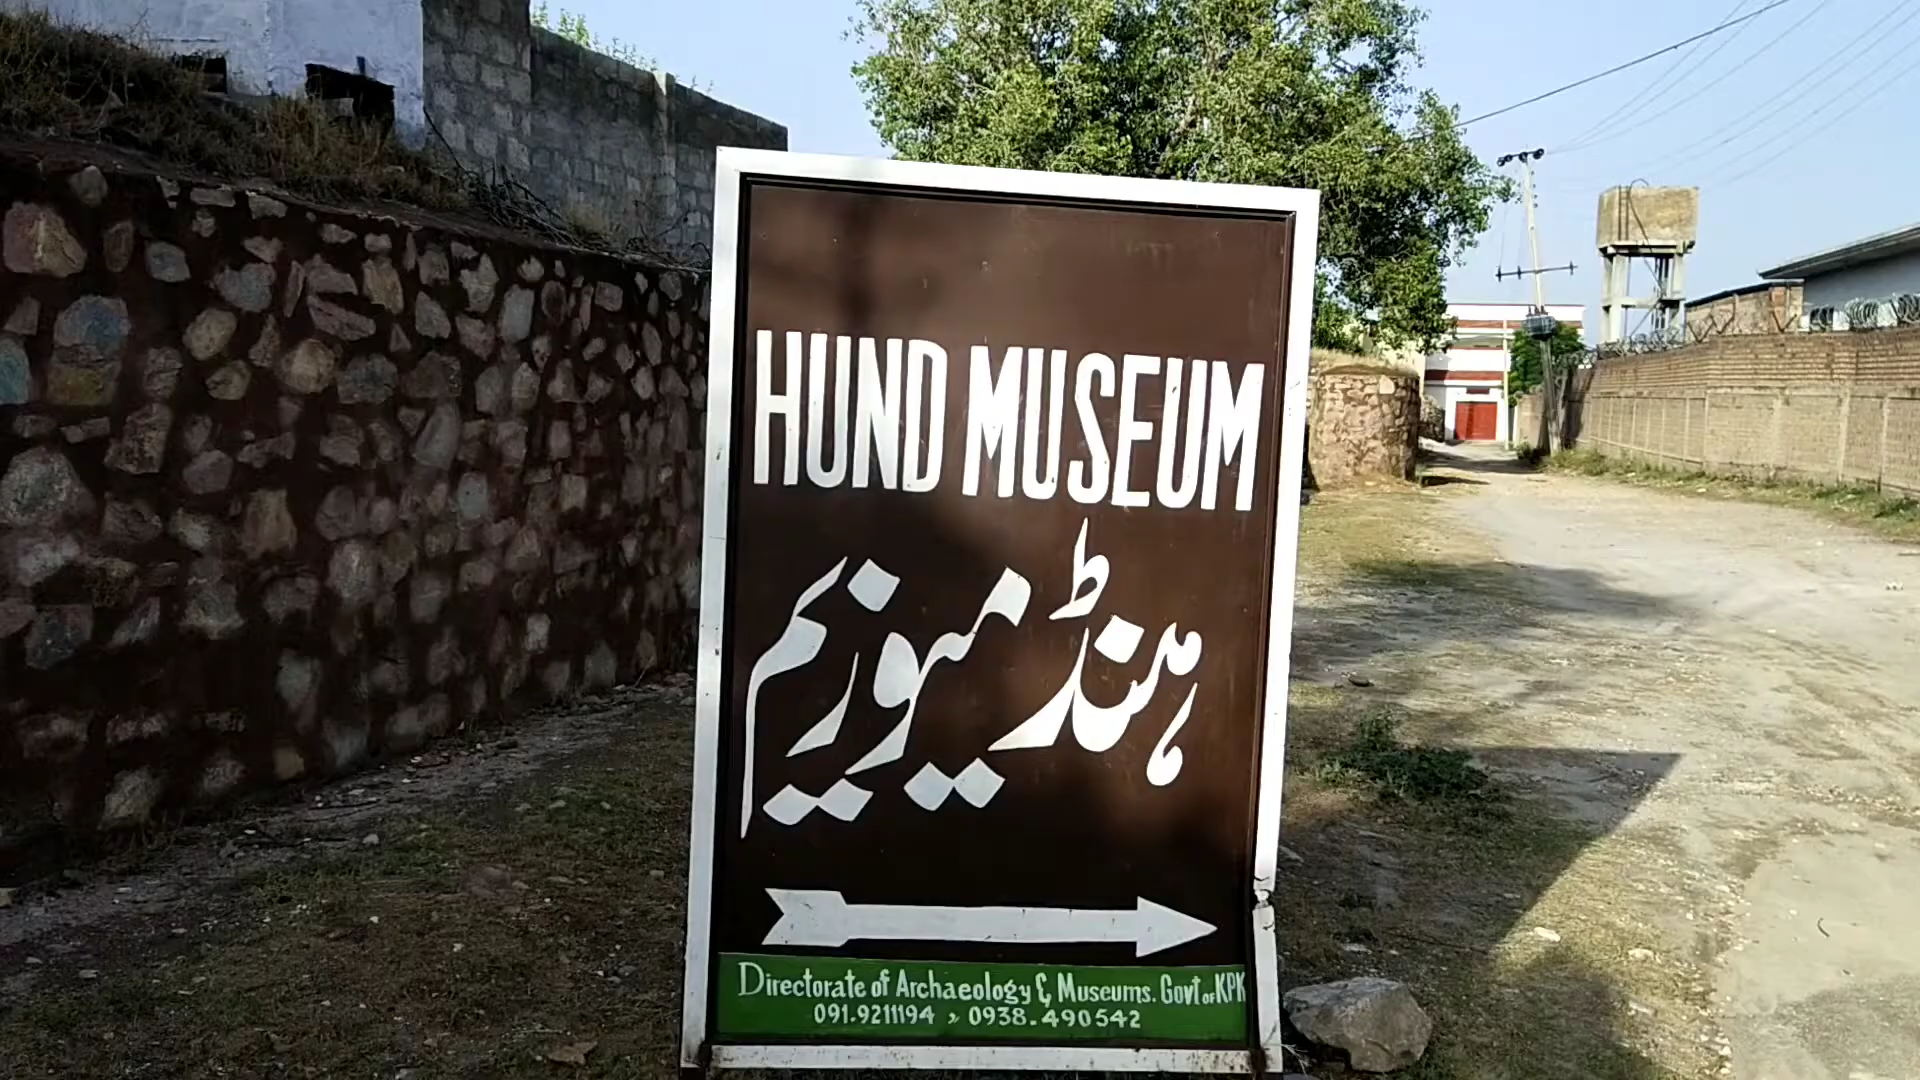 HUND MUSEUM
ہنڈ میوزیم
Directorate of Archaeology & Museums. Govt of KPK
091-9211194 , 0938-490542